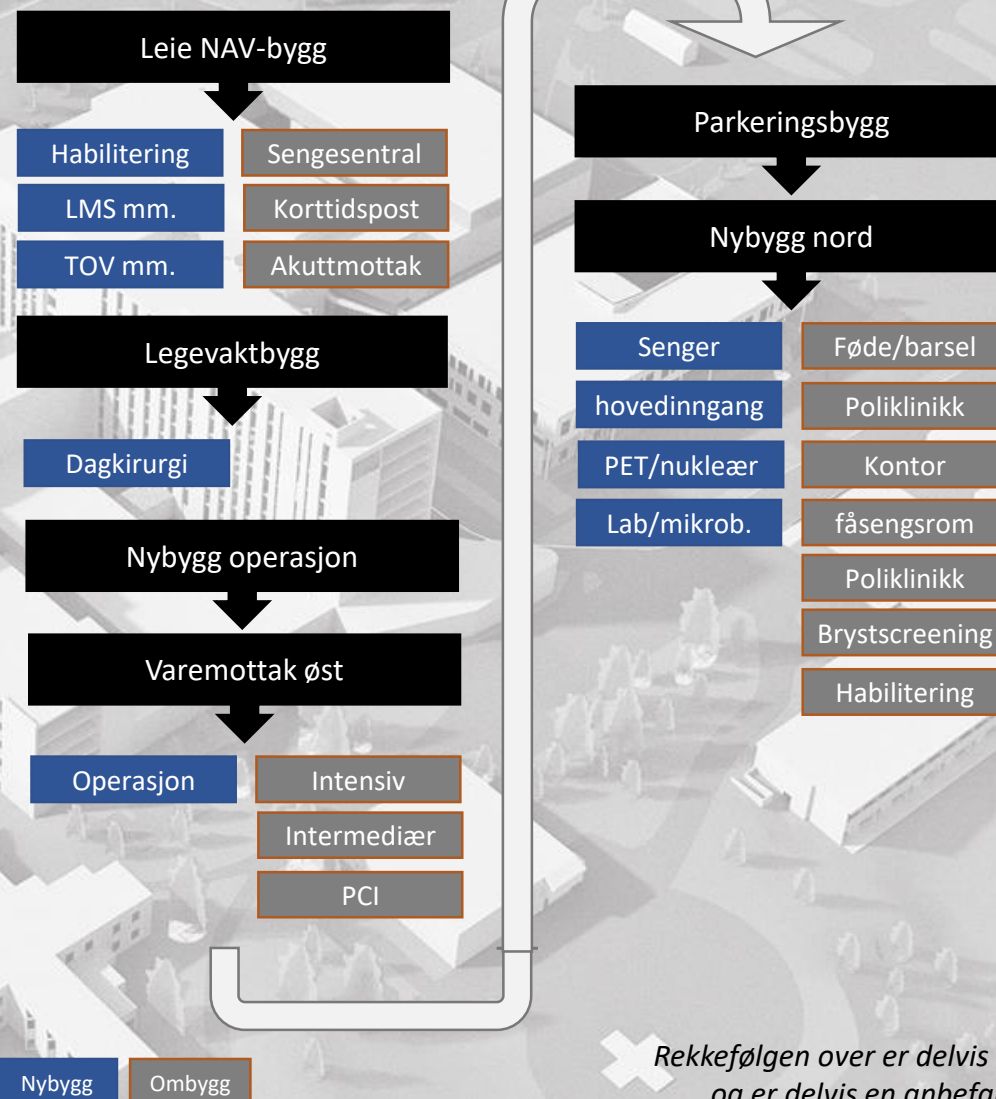 Leie NAV-bygg
Habilitering
Sengesentral
LMS mm.
Korttidspost
TOV mm.
Akuttmottak
Legevaktbygg
Dagkirurgi
Nybygg operasjon
Varemottak øst
Operasjon
Intensiv
Intermediær
PCI
Parkeringsbygg
Nybygg nord
Senger
Føde/barsel
hovedinngang
Poliklinikk
PET/nukleær
Kontor
Lab/mikrob.
fåsengsrom
Poliklinikk
Brystscreening
Habilitering
Nybygg
Ombygg
Rekkefølgen over er delvis
og er delvis en